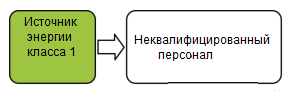 Источник
энергии
класса 1
Неквалифицированный
персонал